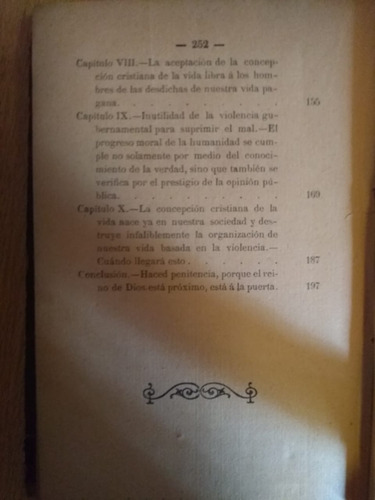 — 252 —
Capítulo VIII.—La aceptación de la concep-
ción cristiana de la vida libra á los hom-
bres de las desdichas de nuestra vida pa-
gana. . . . . . . . . 155
Capítulo IX.—Inutilidad de la violencia gu-
bernamental para suprimir el mal.—El
progreso moral de la humanidad se cum-
ple no solamente por medio del conoci-
miento de la verdad, sino que también se
verifica por el prestigio de la opinión pú-
blica. . . . . . . . . 169
Capítulo X.—La concepción cristiana de la
vida nace ya en nuestra sociedad y des-
truye infaliblemente la organización de
nuestra vida basada en la violencia.—
Cuándo llegará esto . . . . . 187
Conclusión.—Haced penitencia, porque el rei-
no de Dios está próximo, está á la puerta. 197